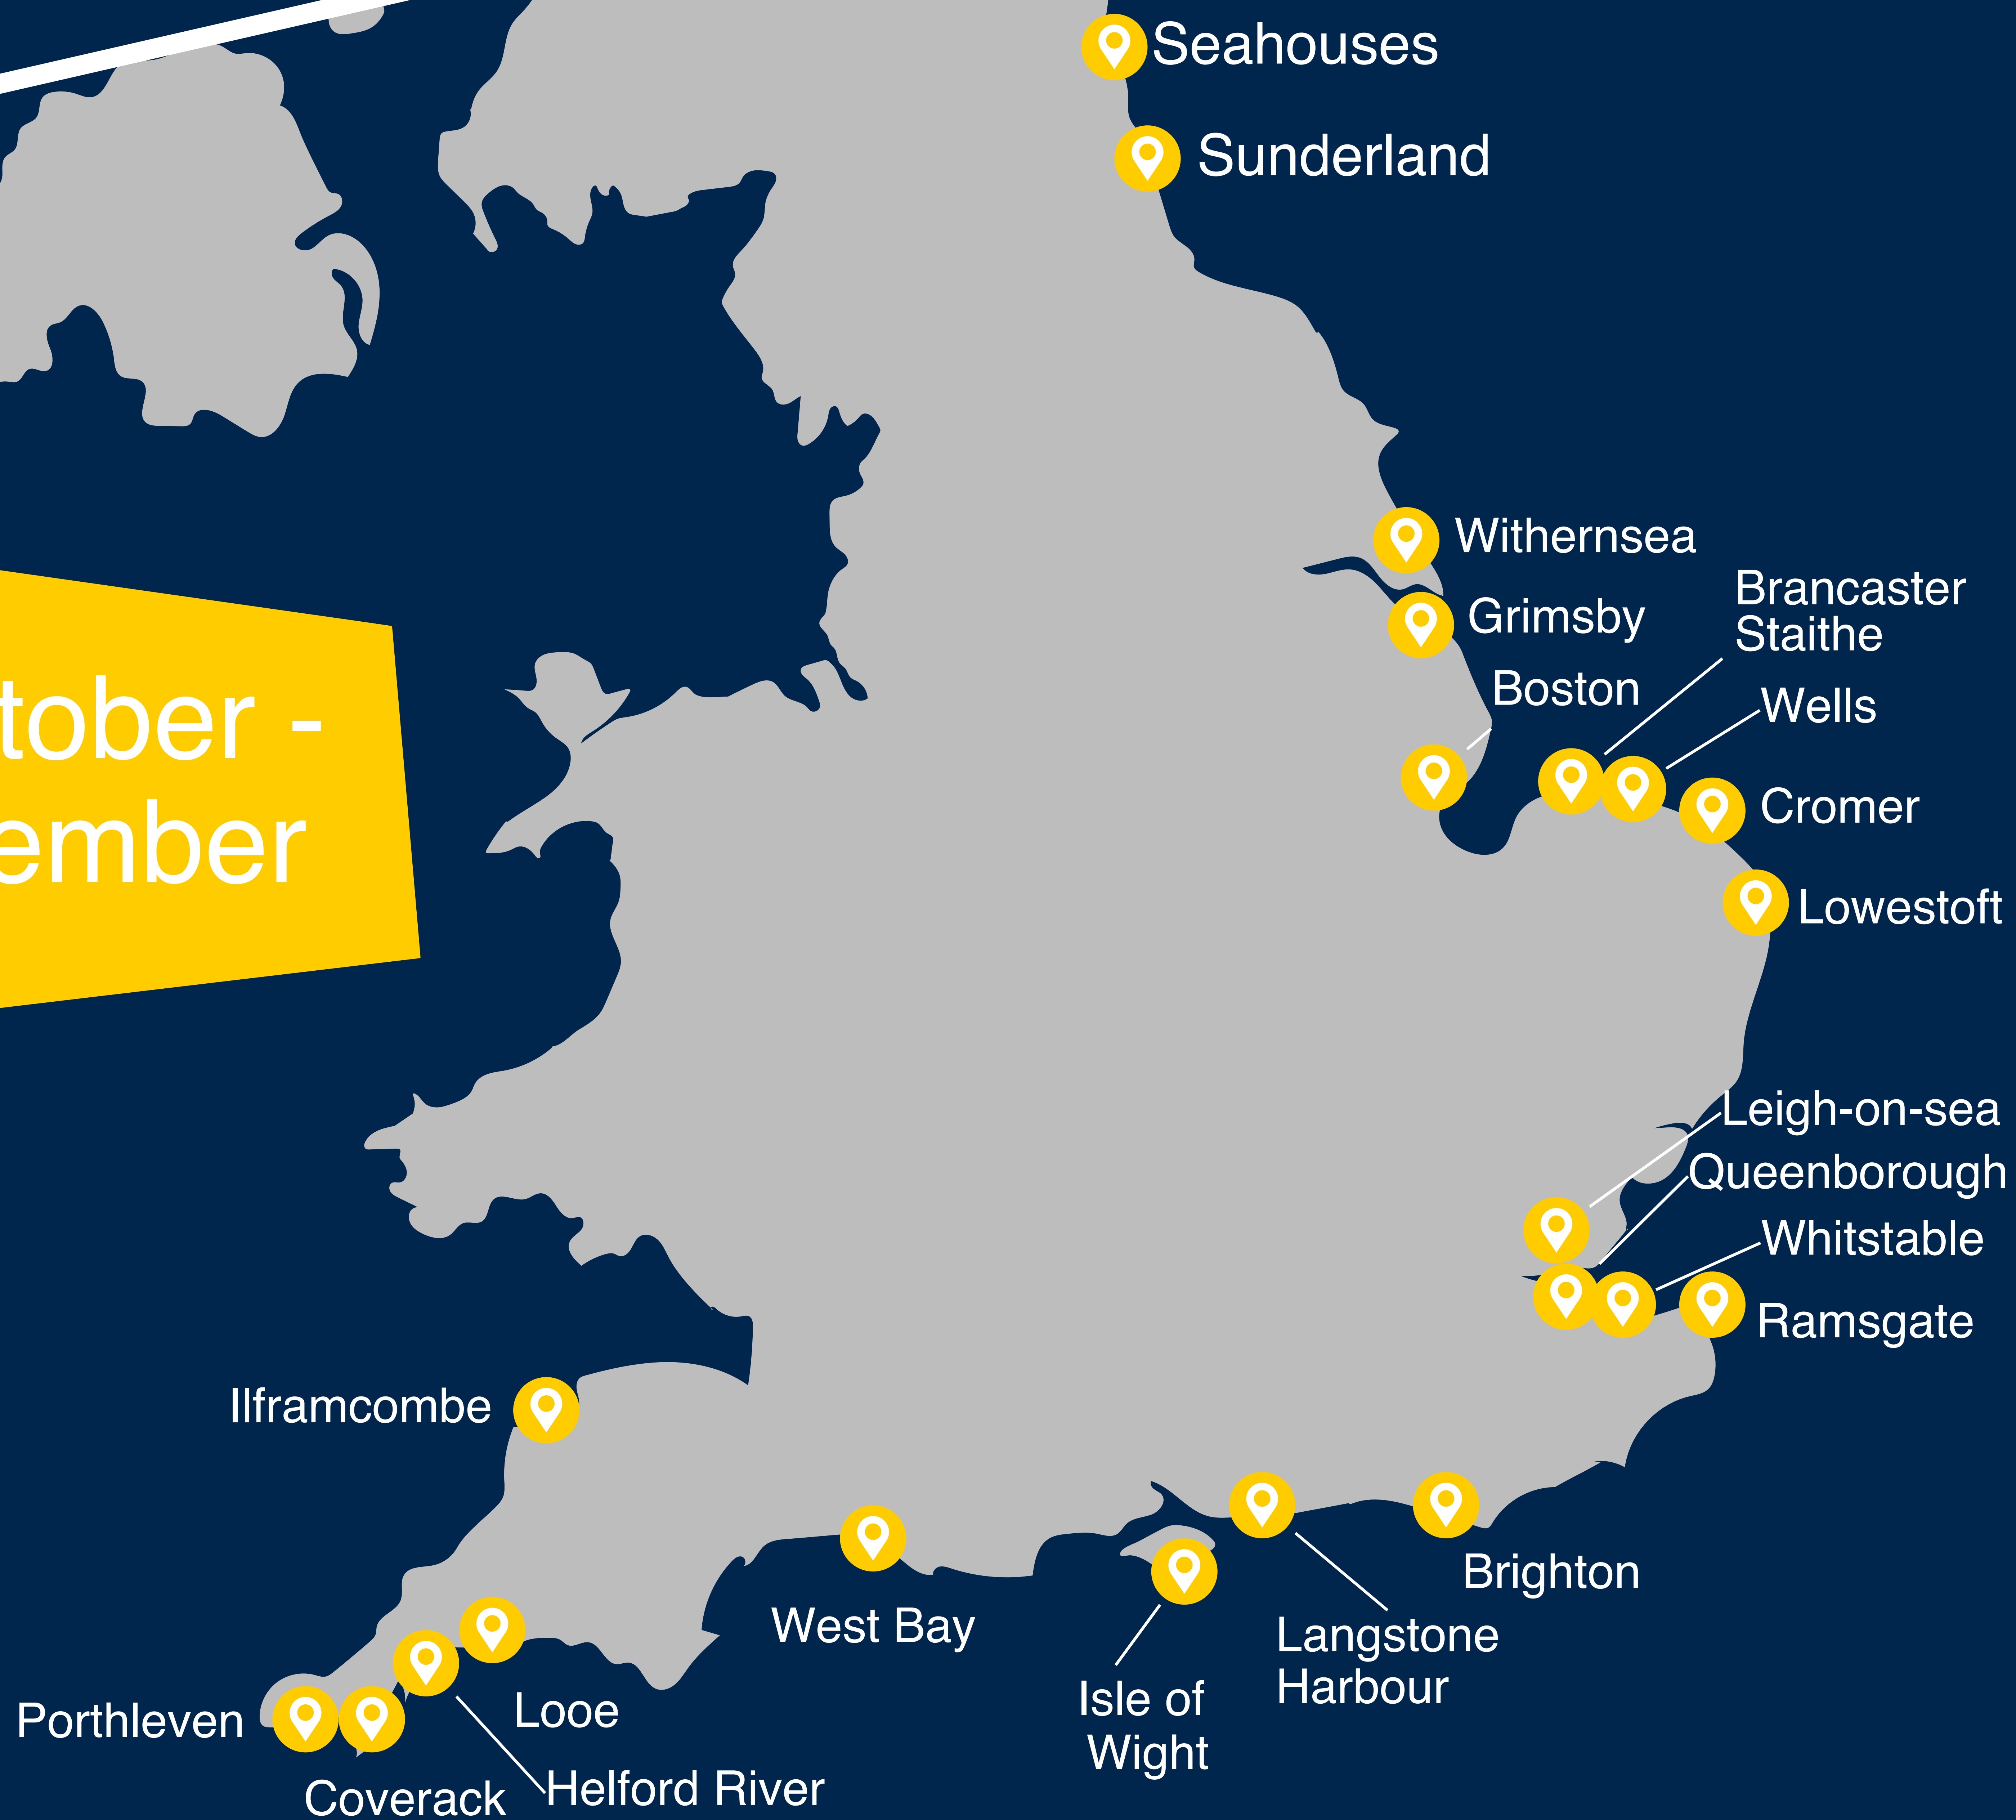 Seahouses
Sunderland
Withernsea
Brancaster
Staithe
Grimsby
Boston
Wells
Cromer
tober -
ember
Lowestoft
Leigh-on-sea
Queenborough
Whitstable
Ramsgate
Ilframcombe
Brighton
West Bay
Langstone
Harbour
Isle of
Wight
Looe
Porthleven
Helford River
Coverack